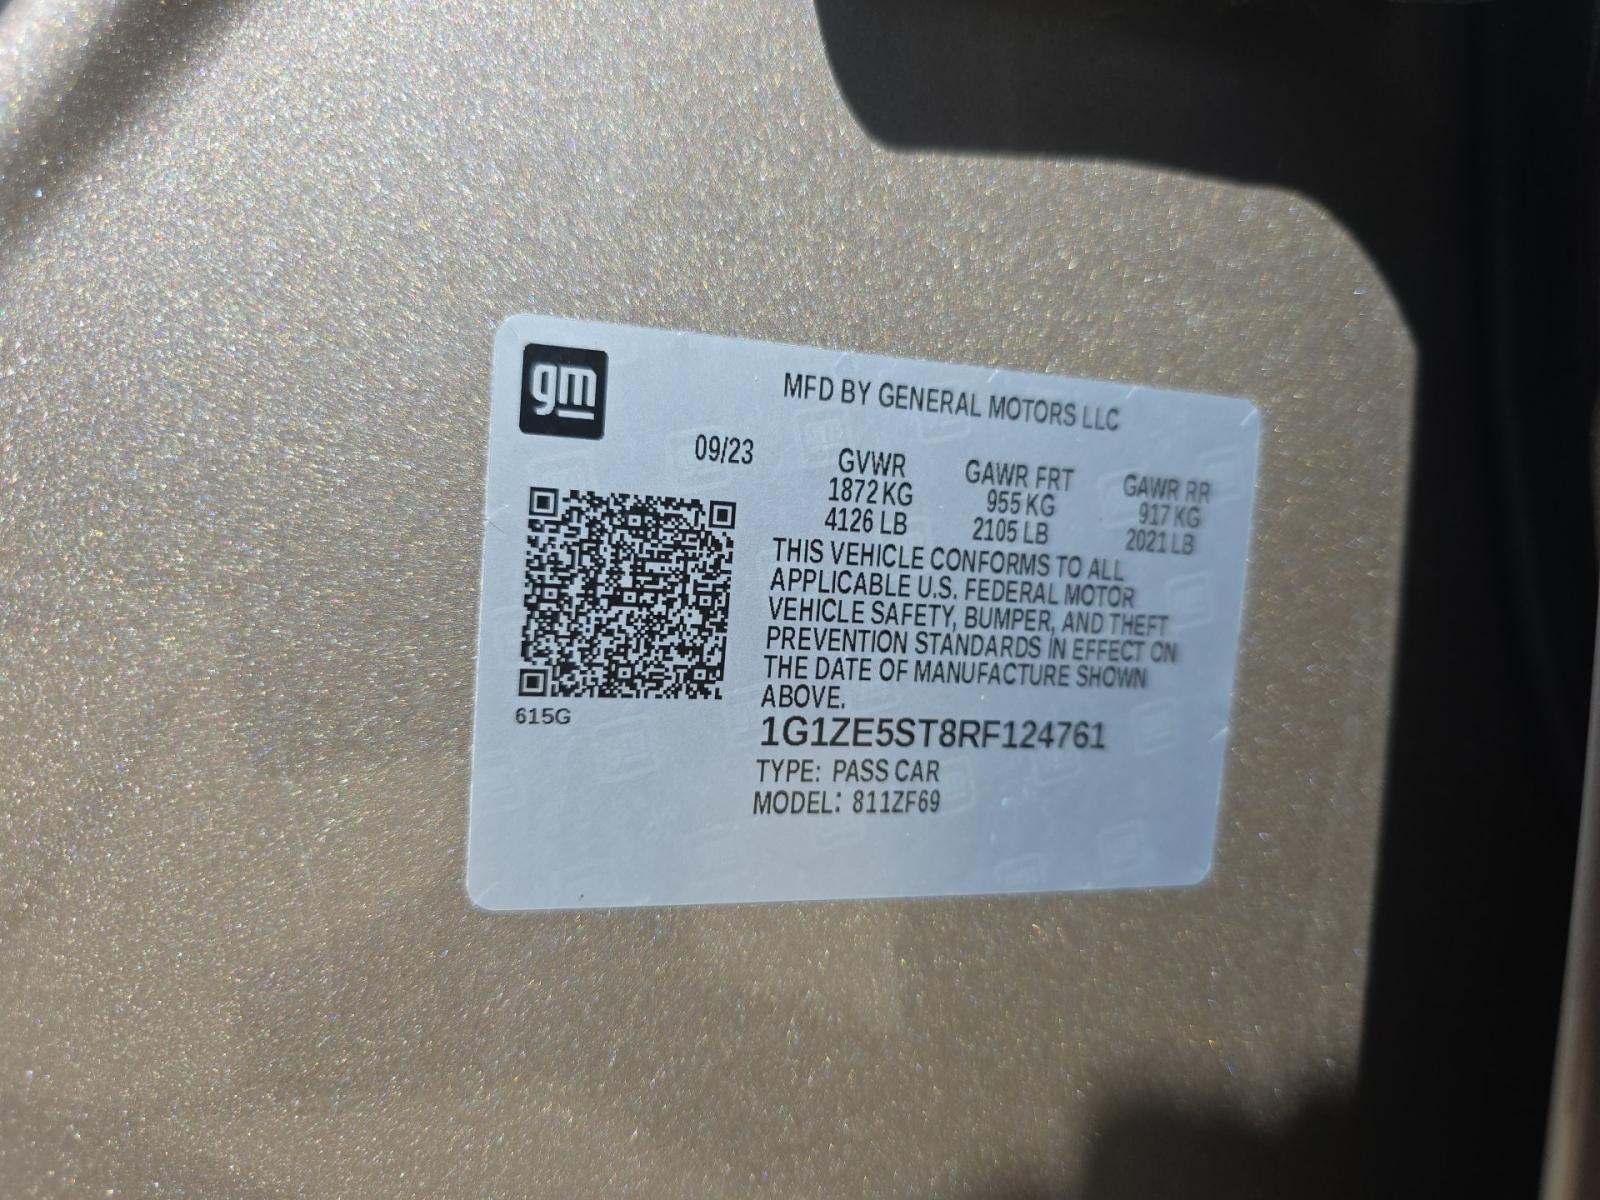 gm
MFD BY GENERAL MOTORS LLC
09/23
GVWR GAWR FRT GAWR RR
1872 KG 955 KG 917 KG
4126 LB 2105 LB 2021 LB
THIS VEHICLE CONFORMS TO ALL
APPLICABLE U.S. FEDERAL MOTOR
VEHICLE SAFETY, BUMPER, AND THEFT
PREVENTION STANDARDS IN EFFECT ON
THE DATE OF MANUFACTURE SHOWN
ABOVE.
615G
1G1ZE5ST8RF124761
TYPE: PASS CAR
MODEL: 811ZF69